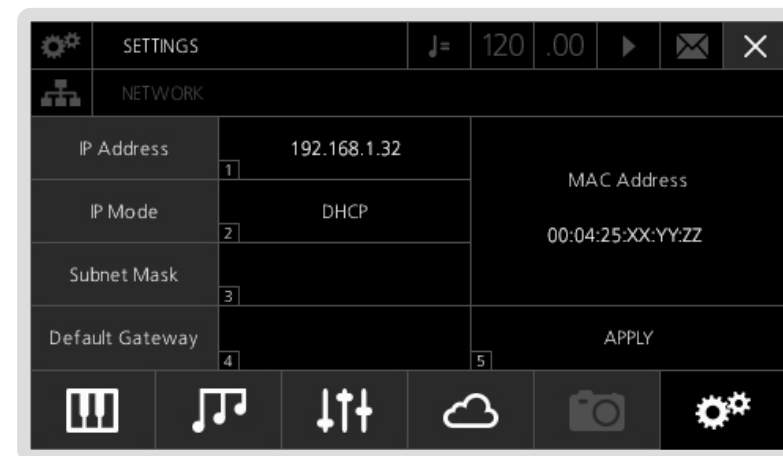 SETTINGS = 120 .00
NETWORK
IP Address 1 192.168.1.32
MAC Address
IP Mode 2 DHCP
00:04:25:XX:YY:ZZ
Subnet Mask 3
Default Gateway 4 5 APPLY